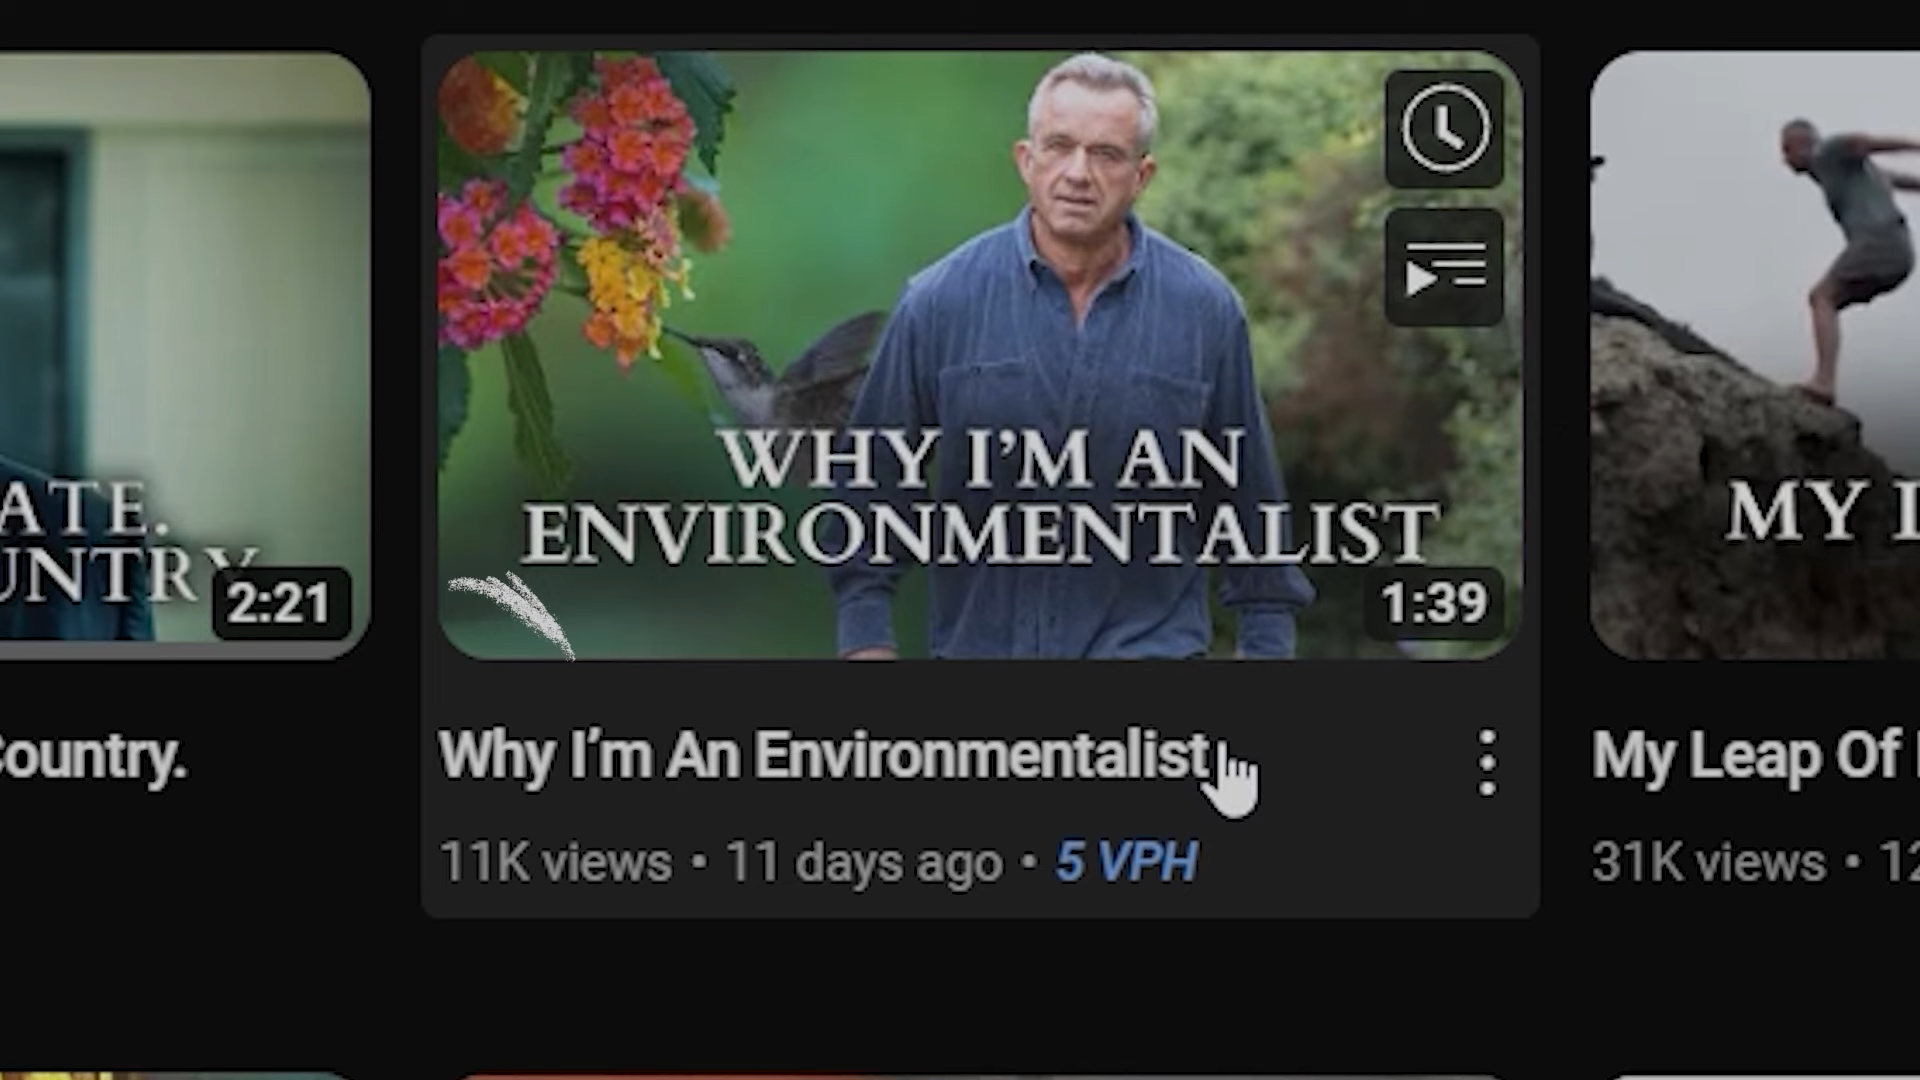 ATE.
UNTRY
2:21
Country.
WHY I'M AN
ENVIRONMENTALIST
1:39
Why I'm An Environmentalist
11K views • 11 days ago • 5 VPH
MY
My Leap Of
31K views • 12